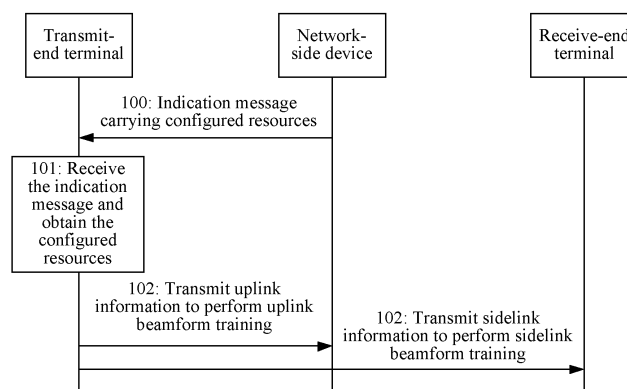 Transmit-
end terminal
Network-
side device
Receive-end
terminal
100: Indication message
carrying configured resources
101: Receive
the indication
message and
obtain the
configured
resources
102: Transmit uplink
information to perform uplink
beamform training
102: Transmit sidelink
information to perform sidelink
beamform training